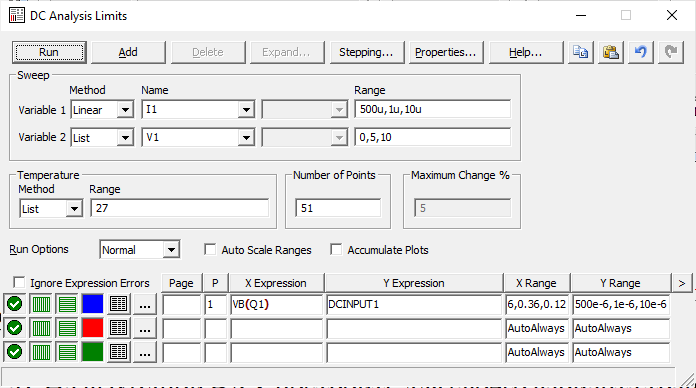 DC Analysis Limits
Run Add Delete Expand... Stepping... Properties... Help...
Sweep
Method Name Range
Variable 1 Linear I1 500u,1u,10u
Variable 2 List V1 0,5,10
Temperature Number of Points Maximum Change %
Method Range
List 27 51 5
Run Options Normal Auto Scale Ranges Accumulate Plots
Ignore Expression Errors Page P X Expression Y Expression X Range Y Range >
... 1 VB(Q1) DCINPUT1 6,0.36,0.12 500e-6,1e-6,10e-6
... AutoAlways AutoAlways
... AutoAlways AutoAlways